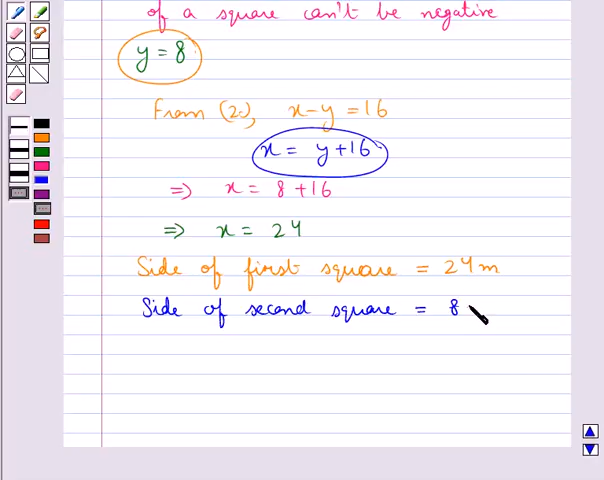 of a square can't be negative
y = 8
From (2), x-y = 16
x = y+16
⇒ x = 8+16
⇒ x = 24
Side of first square = 24m
Side of second square = 8